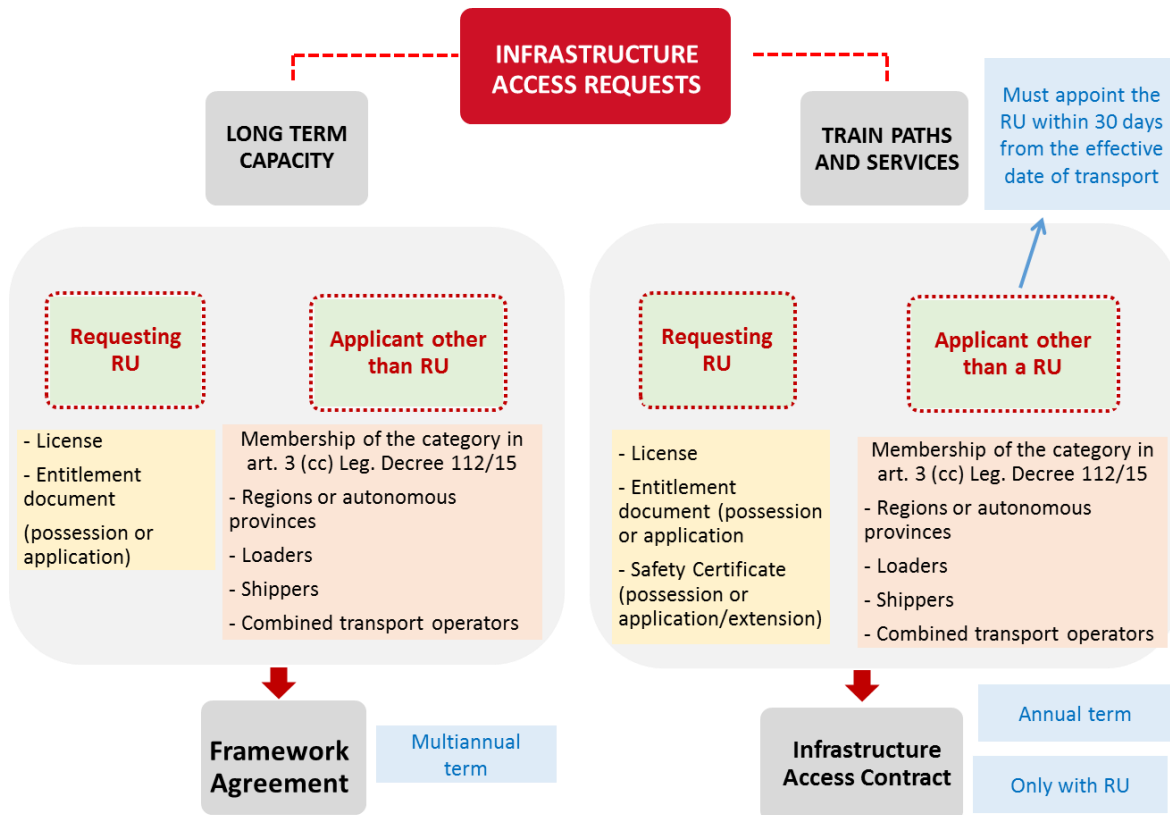 INFRASTRUCTURE
ACCESS REQUESTS
LONG TERM
CAPACITY
TRAIN PATHS
AND SERVICES
Must appoint the
RU within 30 days
from the effective
date of transport
Requesting
RU
Applicant other
than RU
- License
- Entitlement
document
(possession or
application)
Membership of the category in
art. 3 (cc) Leg. Decree 112/15
- Regions or autonomous
provinces
- Loaders
- Shippers
- Combined transport operators
Requesting
RU
Applicant other
than a RU
- License
- Entitlement
document (possession
or application
- Safety Certificate
(possession or
application/extension)
Membership of the category in
art. 3 (cc) Leg. Decree 112/15
- Regions or autonomous
provinces
- Loaders
- Shippers
- Combined transport operators
Framework
Agreement
Multiannual
term
Infrastructure
Access Contract
Annual term
Only with RU